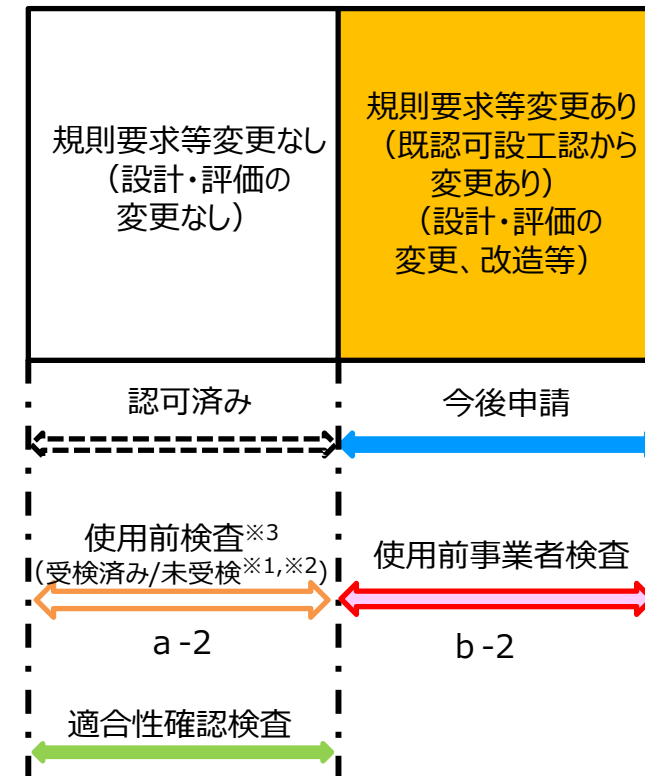 規則要求等変更なし
（設計・評価の
変更なし）
規則要求等変更あり
（既認可設工認から
変更あり）
（設計・評価の
変更、改造等）
認可済み
今後申請
使用前検査※3
（受検済み/未受検※1,※2）
使用前事業者検査
a-2
b-2
適合性確認検査